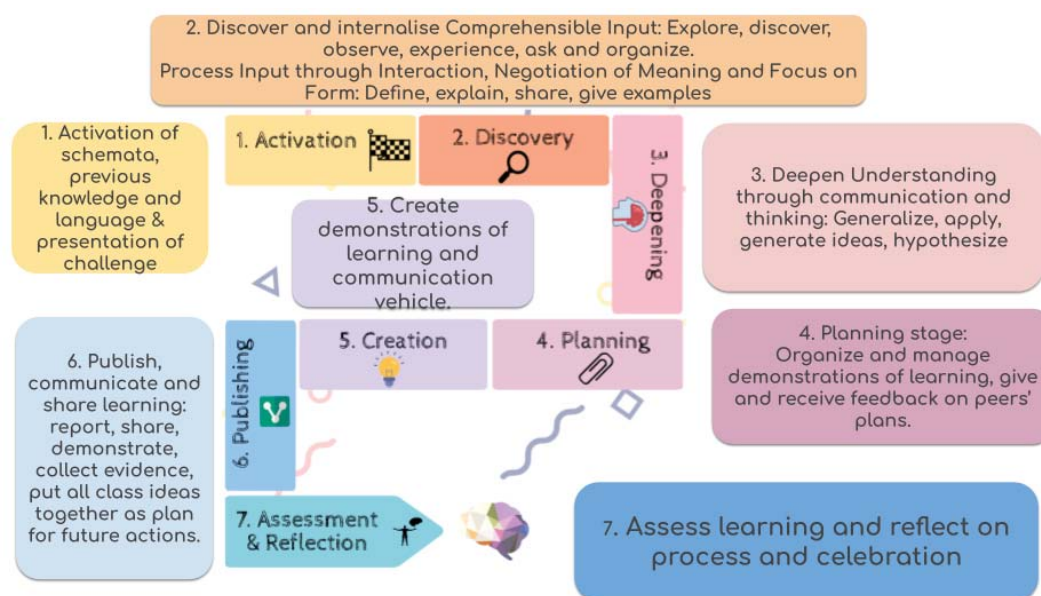 2. Discover and internalise Comprehensible Input: Explore, discover,
observe, experience, ask and organize.
Process Input through Interaction, Negotiation of Meaning and Focus on
Form: Define, explain, share, give examples
1. Activation of
schemata,
previous
knowledge and
language &
presentation of
challenge
1. Activation
2. Discovery
3. Deepening
3. Deepen Understanding
through communication and
thinking: Generalize, apply,
generate ideas, hypothesize
5. Create
demonstrations of
learning and
communication
vehicle.
4. Planning stage:
Organize and manage
demonstrations of learning, give
and receive feedback on peers'
plans.
4. Planning
5. Creation
6. Publishing
6. Publish,
communicate and
share learning:
report, share,
demonstrate,
collect evidence,
put all class ideas
together as plan
for future actions.
7. Assessment
& Reflection
7. Assess learning and reflect on
process and celebration